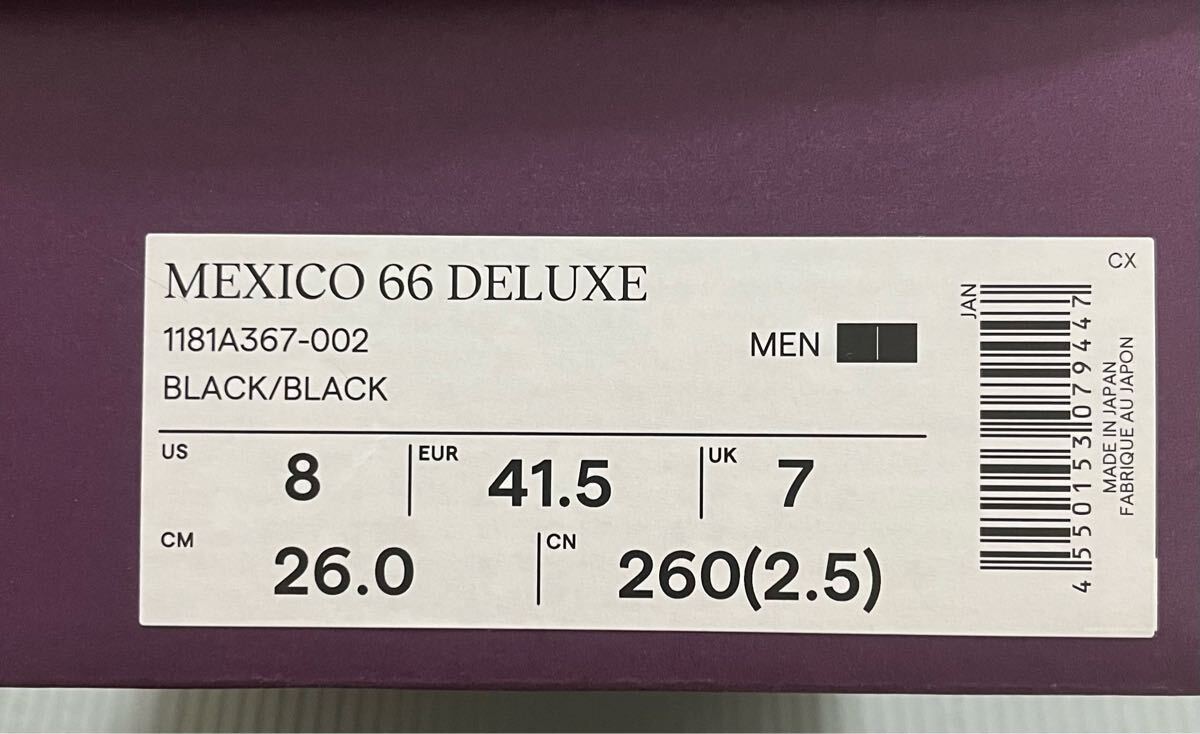 MEXICO 66 DELUXE
1181A367-002
BLACK/BLACK
MEN
US 8
EUR 41.5
UK 7
CM 26.0
CN 260(2.5)
CX
JAN
4 550153 079447
MADE IN JAPAN
FABRIQUE AU JAPON